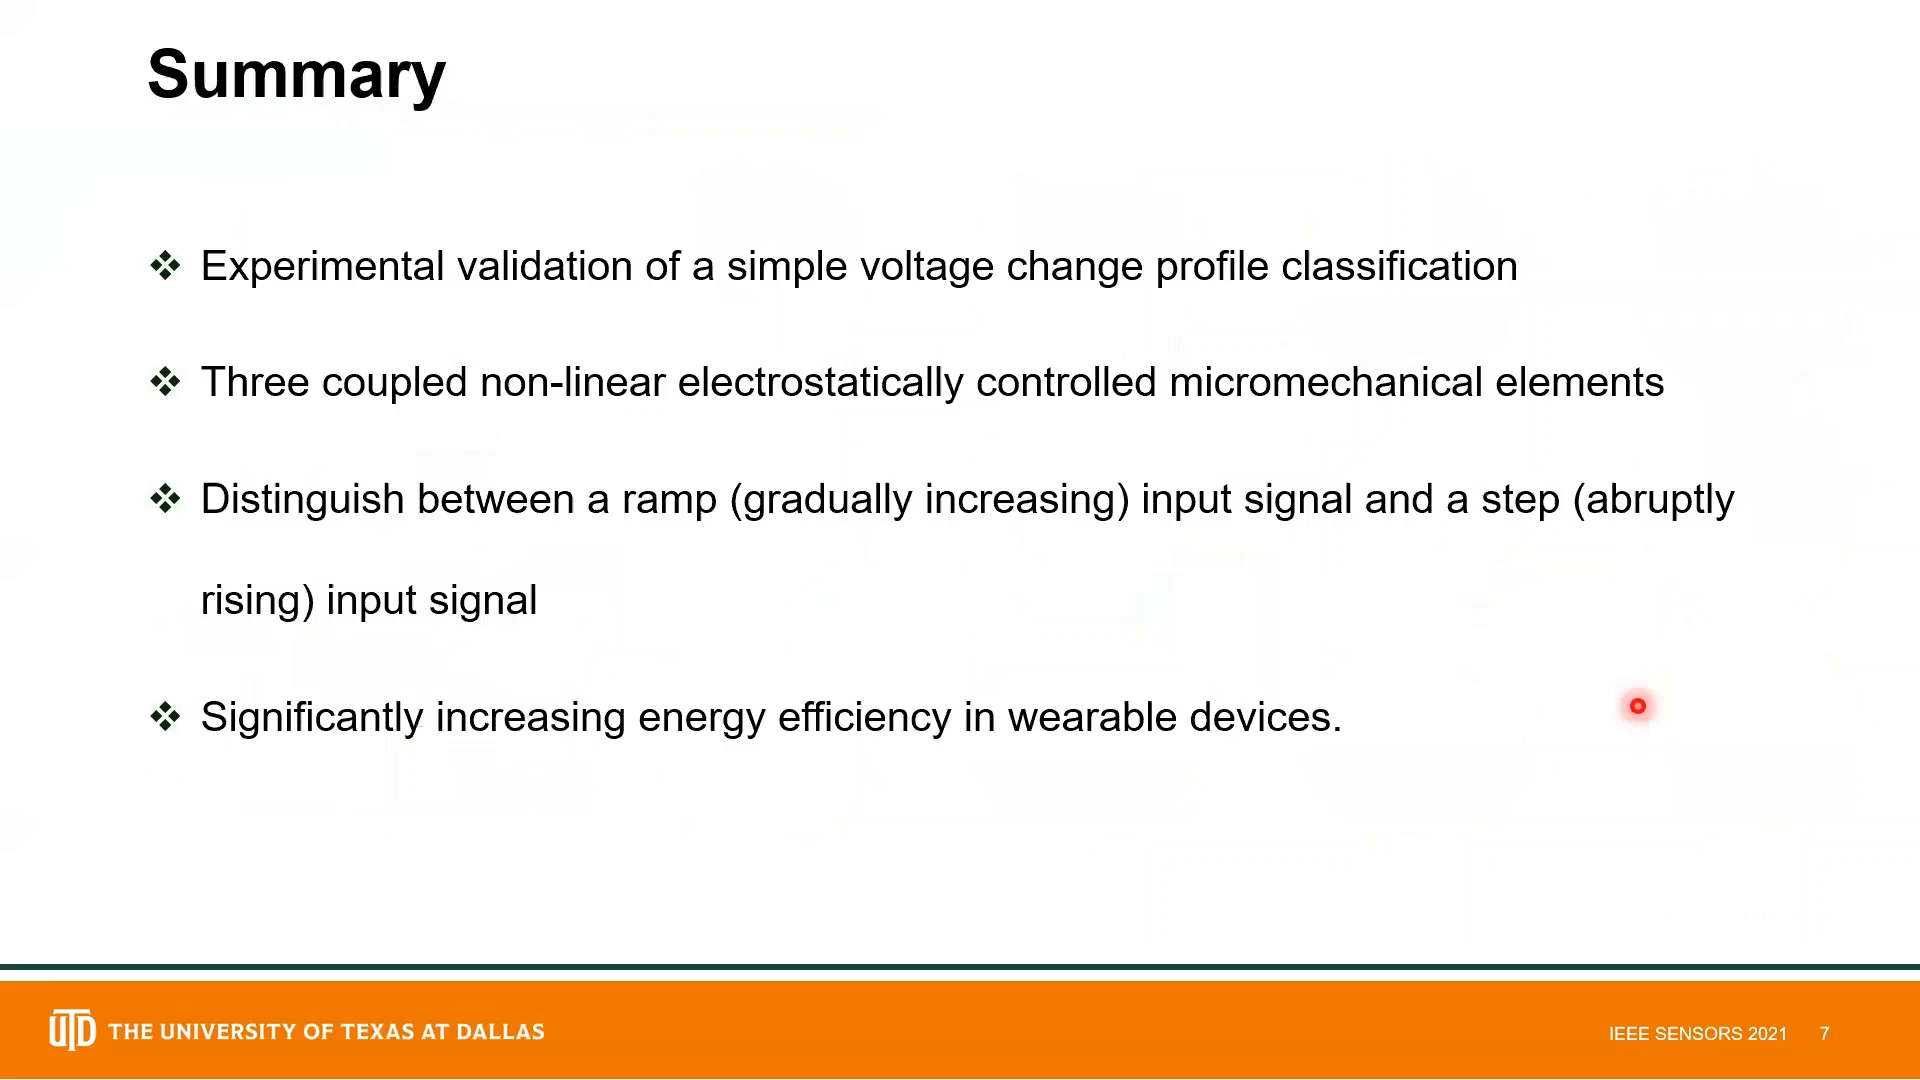 Summary
Experimental validation of a simple voltage change profile classification
Three coupled non-linear electrostatically controlled micromechanical elements
Distinguish between a ramp (gradually increasing) input signal and a step (abruptly
rising) input signal
Significantly increasing energy efficiency in wearable devices.
UTD THE UNIVERSITY OF TEXAS AT DALLAS
IEEE SENSORS 2021 7